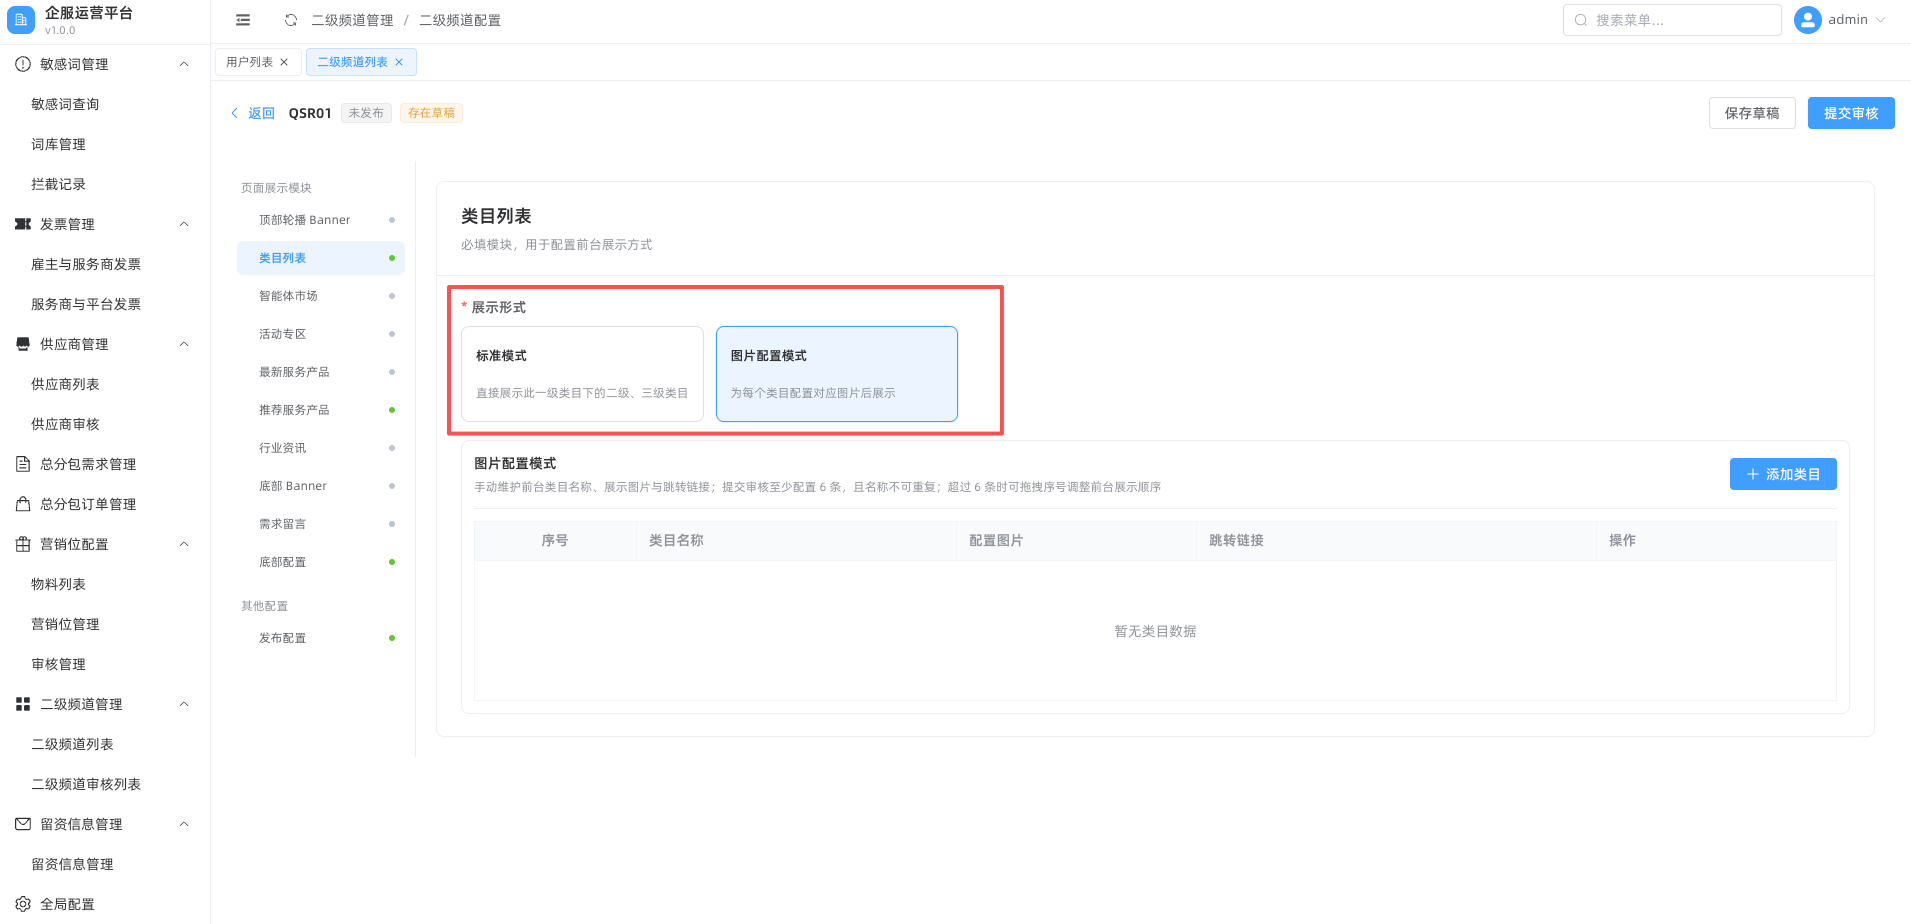 企服运营平台
v1.0.0
二级频道管理 / 二级频道配置
搜索菜单...
admin
用户列表
二级频道列表
敏感词管理
敏感词查询
词库管理
拦截记录
发票管理
雇主与服务商发票
服务商与平台发票
供应商管理
供应商列表
供应商审核
总分包需求管理
总分包订单管理
营销位配置
物料列表
营销位管理
审核管理
二级频道管理
二级频道列表
二级频道审核列表
留资信息管理
留资信息管理
全局配置
返回 QSR01 未发布 存在草稿
保存草稿 提交审核
页面展示模块
顶部轮播 Banner
类目列表
智能体市场
活动专区
最新服务产品
推荐服务产品
行业资讯
底部 Banner
需求留言
底部配置
其他配置
发布配置
类目列表
必填模块，用于配置前台展示方式
* 展示形式
标准模式
直接展示此一级类目下的二级、三级类目
图片配置模式
为每个类目配置对应图片后展示
图片配置模式
手动维护前台类目名称、展示图片与跳转链接；提交审核至少配置 6 条，且名称不可重复；超过 6 条时可拖拽序号调整前台展示顺序
添加类目
序号 类目名称 配置图片 跳转链接 操作
暂无类目数据